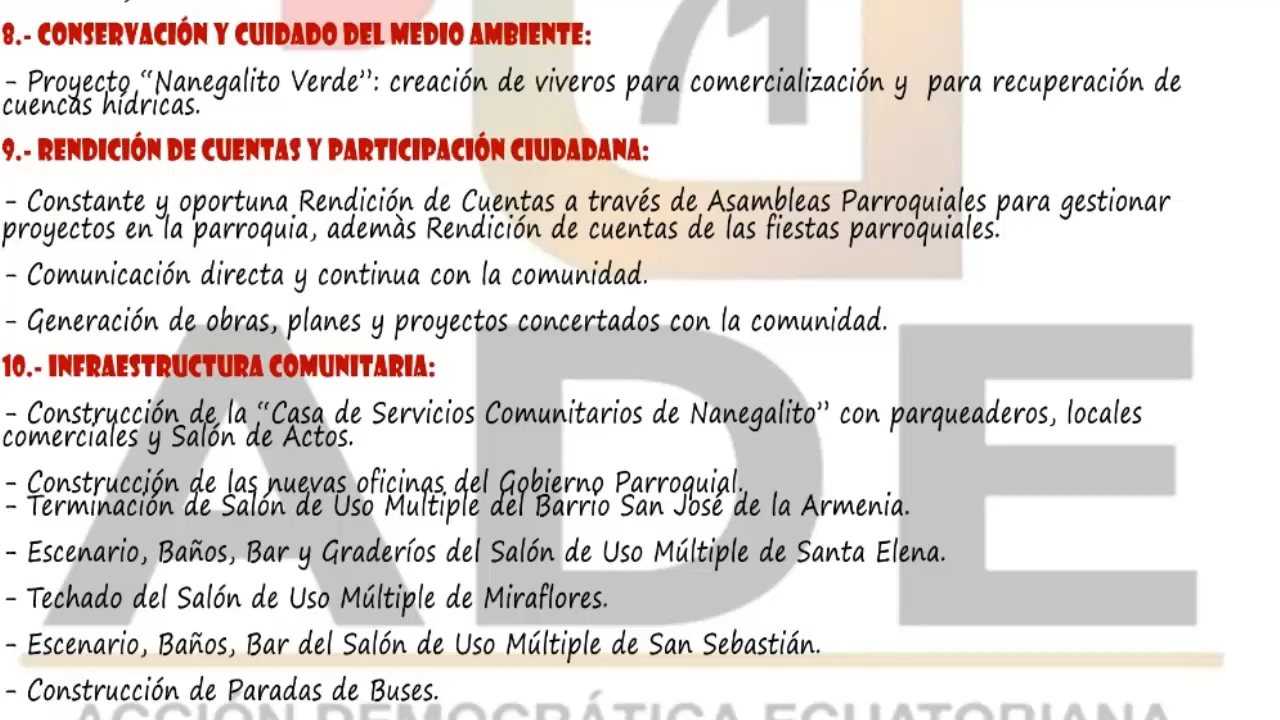 8.- CONSERVACIÓN Y CUIDADO DEL MEDIO AMBIENTE:
- Proyecto “Nanegalito Verde”: creación de viveros para comercialización y para recuperación de
cuencas hídricas.
9.- RENDICIÓN DE CUENTAS Y PARTICIPACIÓN CIUDADANA:
- Constante y oportuna Rendición de Cuentas a través de Asambleas Parroquiales para gestionar
proyectos en la parroquia, ademàs Rendición de cuentas de las fiestas parroquiales.
- Comunicación directa y continua con la comunidad.
- Generación de obras, planes y proyectos concertados con la comunidad.
10.- INFRAESTRUCTURA COMUNITARIA:
- Construcción de la “Casa de Servicios Comunitarios de Nanegalito” con parqueaderos, locales
comerciales y Salón de Actos.
- Construcción de las nuevas oficinas del Gobierno Parroquial.
- Terminación de Salón de Uso Multiple del Barrio San José de la Armenia.
- Escenario, Baños, Bar y Graderíos del Salón de Uso Múltiple de Santa Elena.
- Techado del Salón de Uso Múltiple de Miraflores.
- Escenario, Baños, Bar del Salón de Uso Múltiple de San Sebastián.
- Construcción de Paradas de Buses.
71
ADE
ACCIÓN DEMOCRÁTICA ECUATORIANA